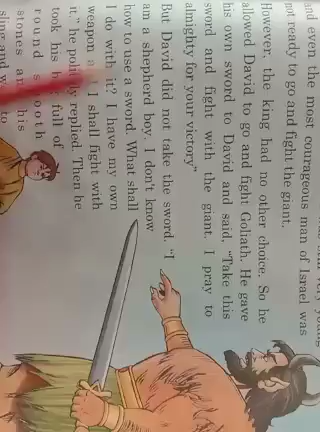 and even the most courageous man of Israel was
not ready to go and fight the giant.
However, the king had no other choice. So he
allowed David to go and fight Goliath. He gave
his own sword to David and said, "Take this
sword and fight with the giant. I pray to
almighty for your victory."
But David did not take the sword. "I
am a shepherd boy. I don't know
how to use a sword. What shall
I do with it? I have my own
weapon I shall fight with
it," he politely replied. Then he
took his full of
round smooth
stones his
sling and to